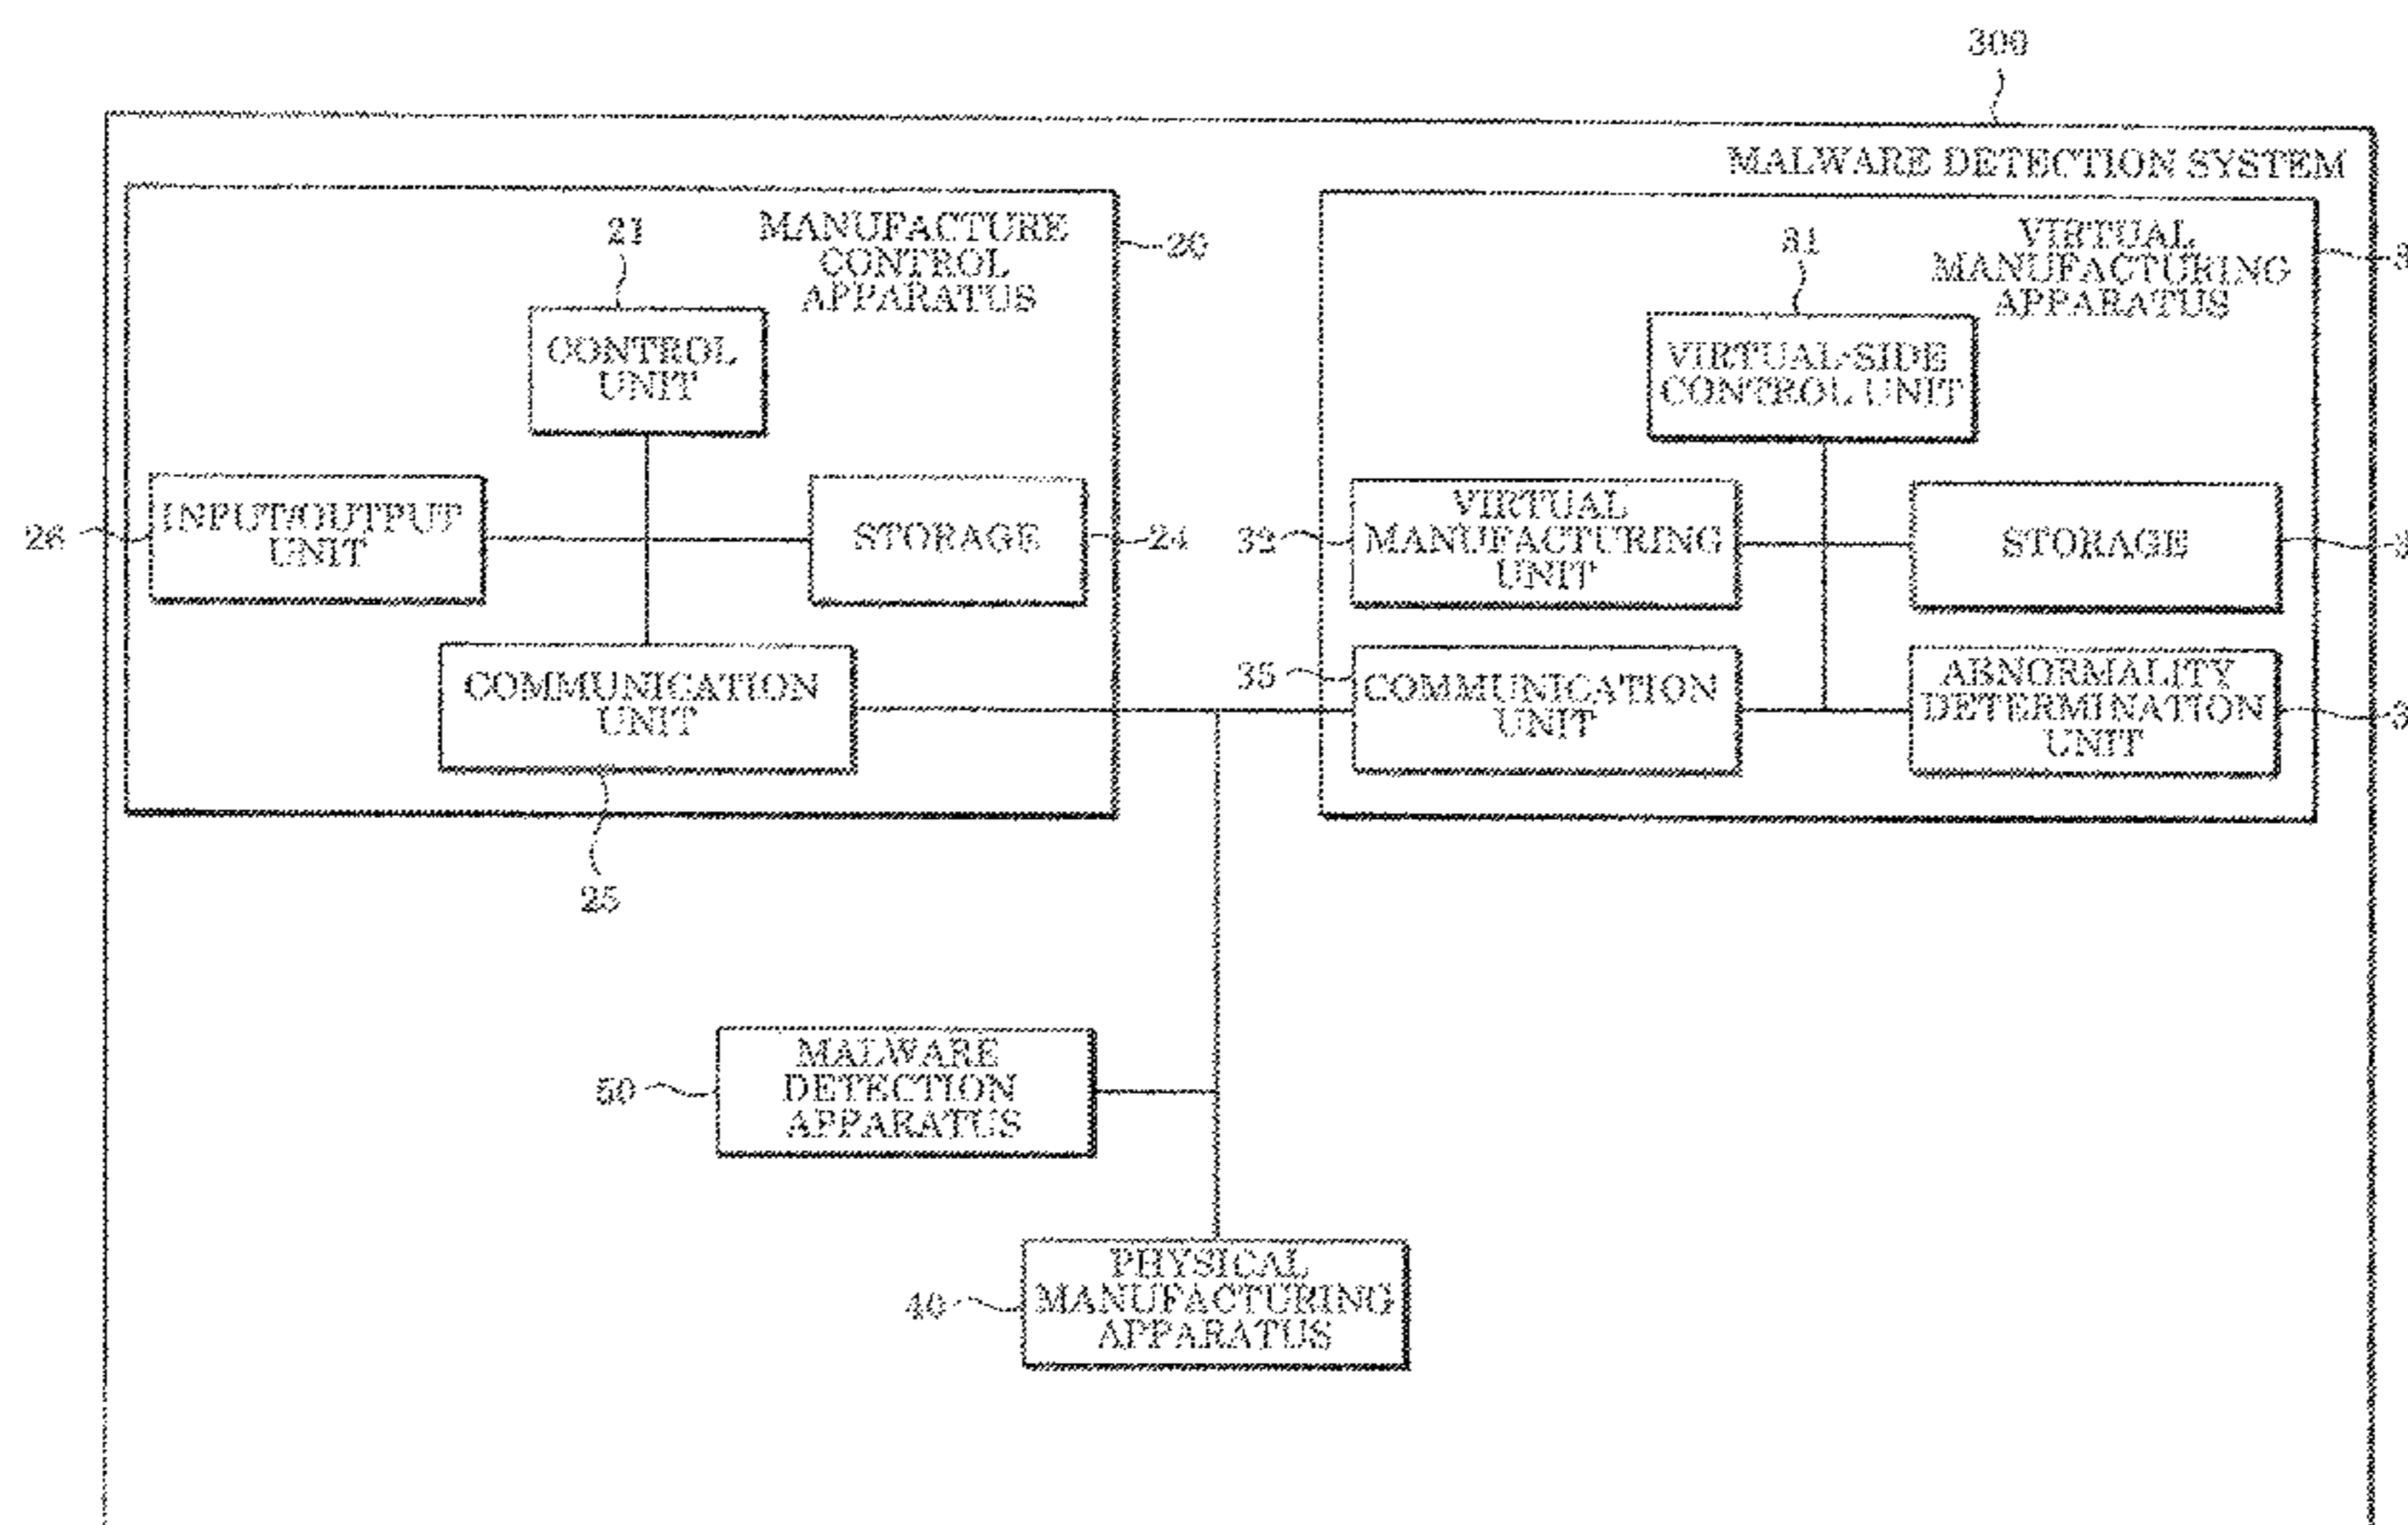 300
MALWARE DETECTION SYSTEM
MANUFACTURE
CONTROL
APPARATUS
20
21
CONTROL
UNIT
INPUT/OUTPUT
UNIT
26
STORAGE
24
COMMUNICATION
UNIT
25
VIRTUAL
MANUFACTURING
APPARATUS
31
VIRTUAL-SIDE
CONTROL UNIT
32
VIRTUAL
MANUFACTURING
UNIT
STORAGE
35
COMMUNICATION
UNIT
ABNORMALITY
DETERMINATION
UNIT
50
MALWARE
DETECTION
APPARATUS
40
PHYSICAL
MANUFACTURING
APPARATUS